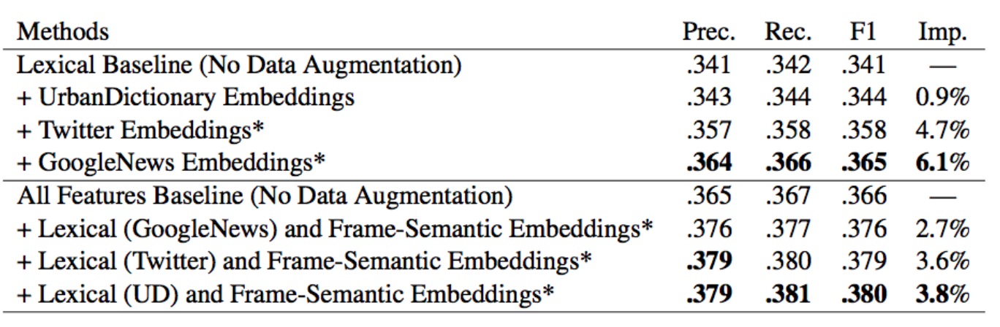 Methods Prec. Rec. F1 Imp.
Lexical Baseline (No Data Augmentation) .341 .342 .341 —
+ UrbanDictionary Embeddings .343 .344 .344 0.9%
+ Twitter Embeddings* .357 .358 .358 4.7%
+ GoogleNews Embeddings* .364 .366 .365 6.1%
All Features Baseline (No Data Augmentation) .365 .367 .366 —
+ Lexical (GoogleNews) and Frame-Semantic Embeddings* .376 .377 .376 2.7%
+ Lexical (Twitter) and Frame-Semantic Embeddings* .379 .380 .379 3.6%
+ Lexical (UD) and Frame-Semantic Embeddings* .379 .381 .380 3.8%